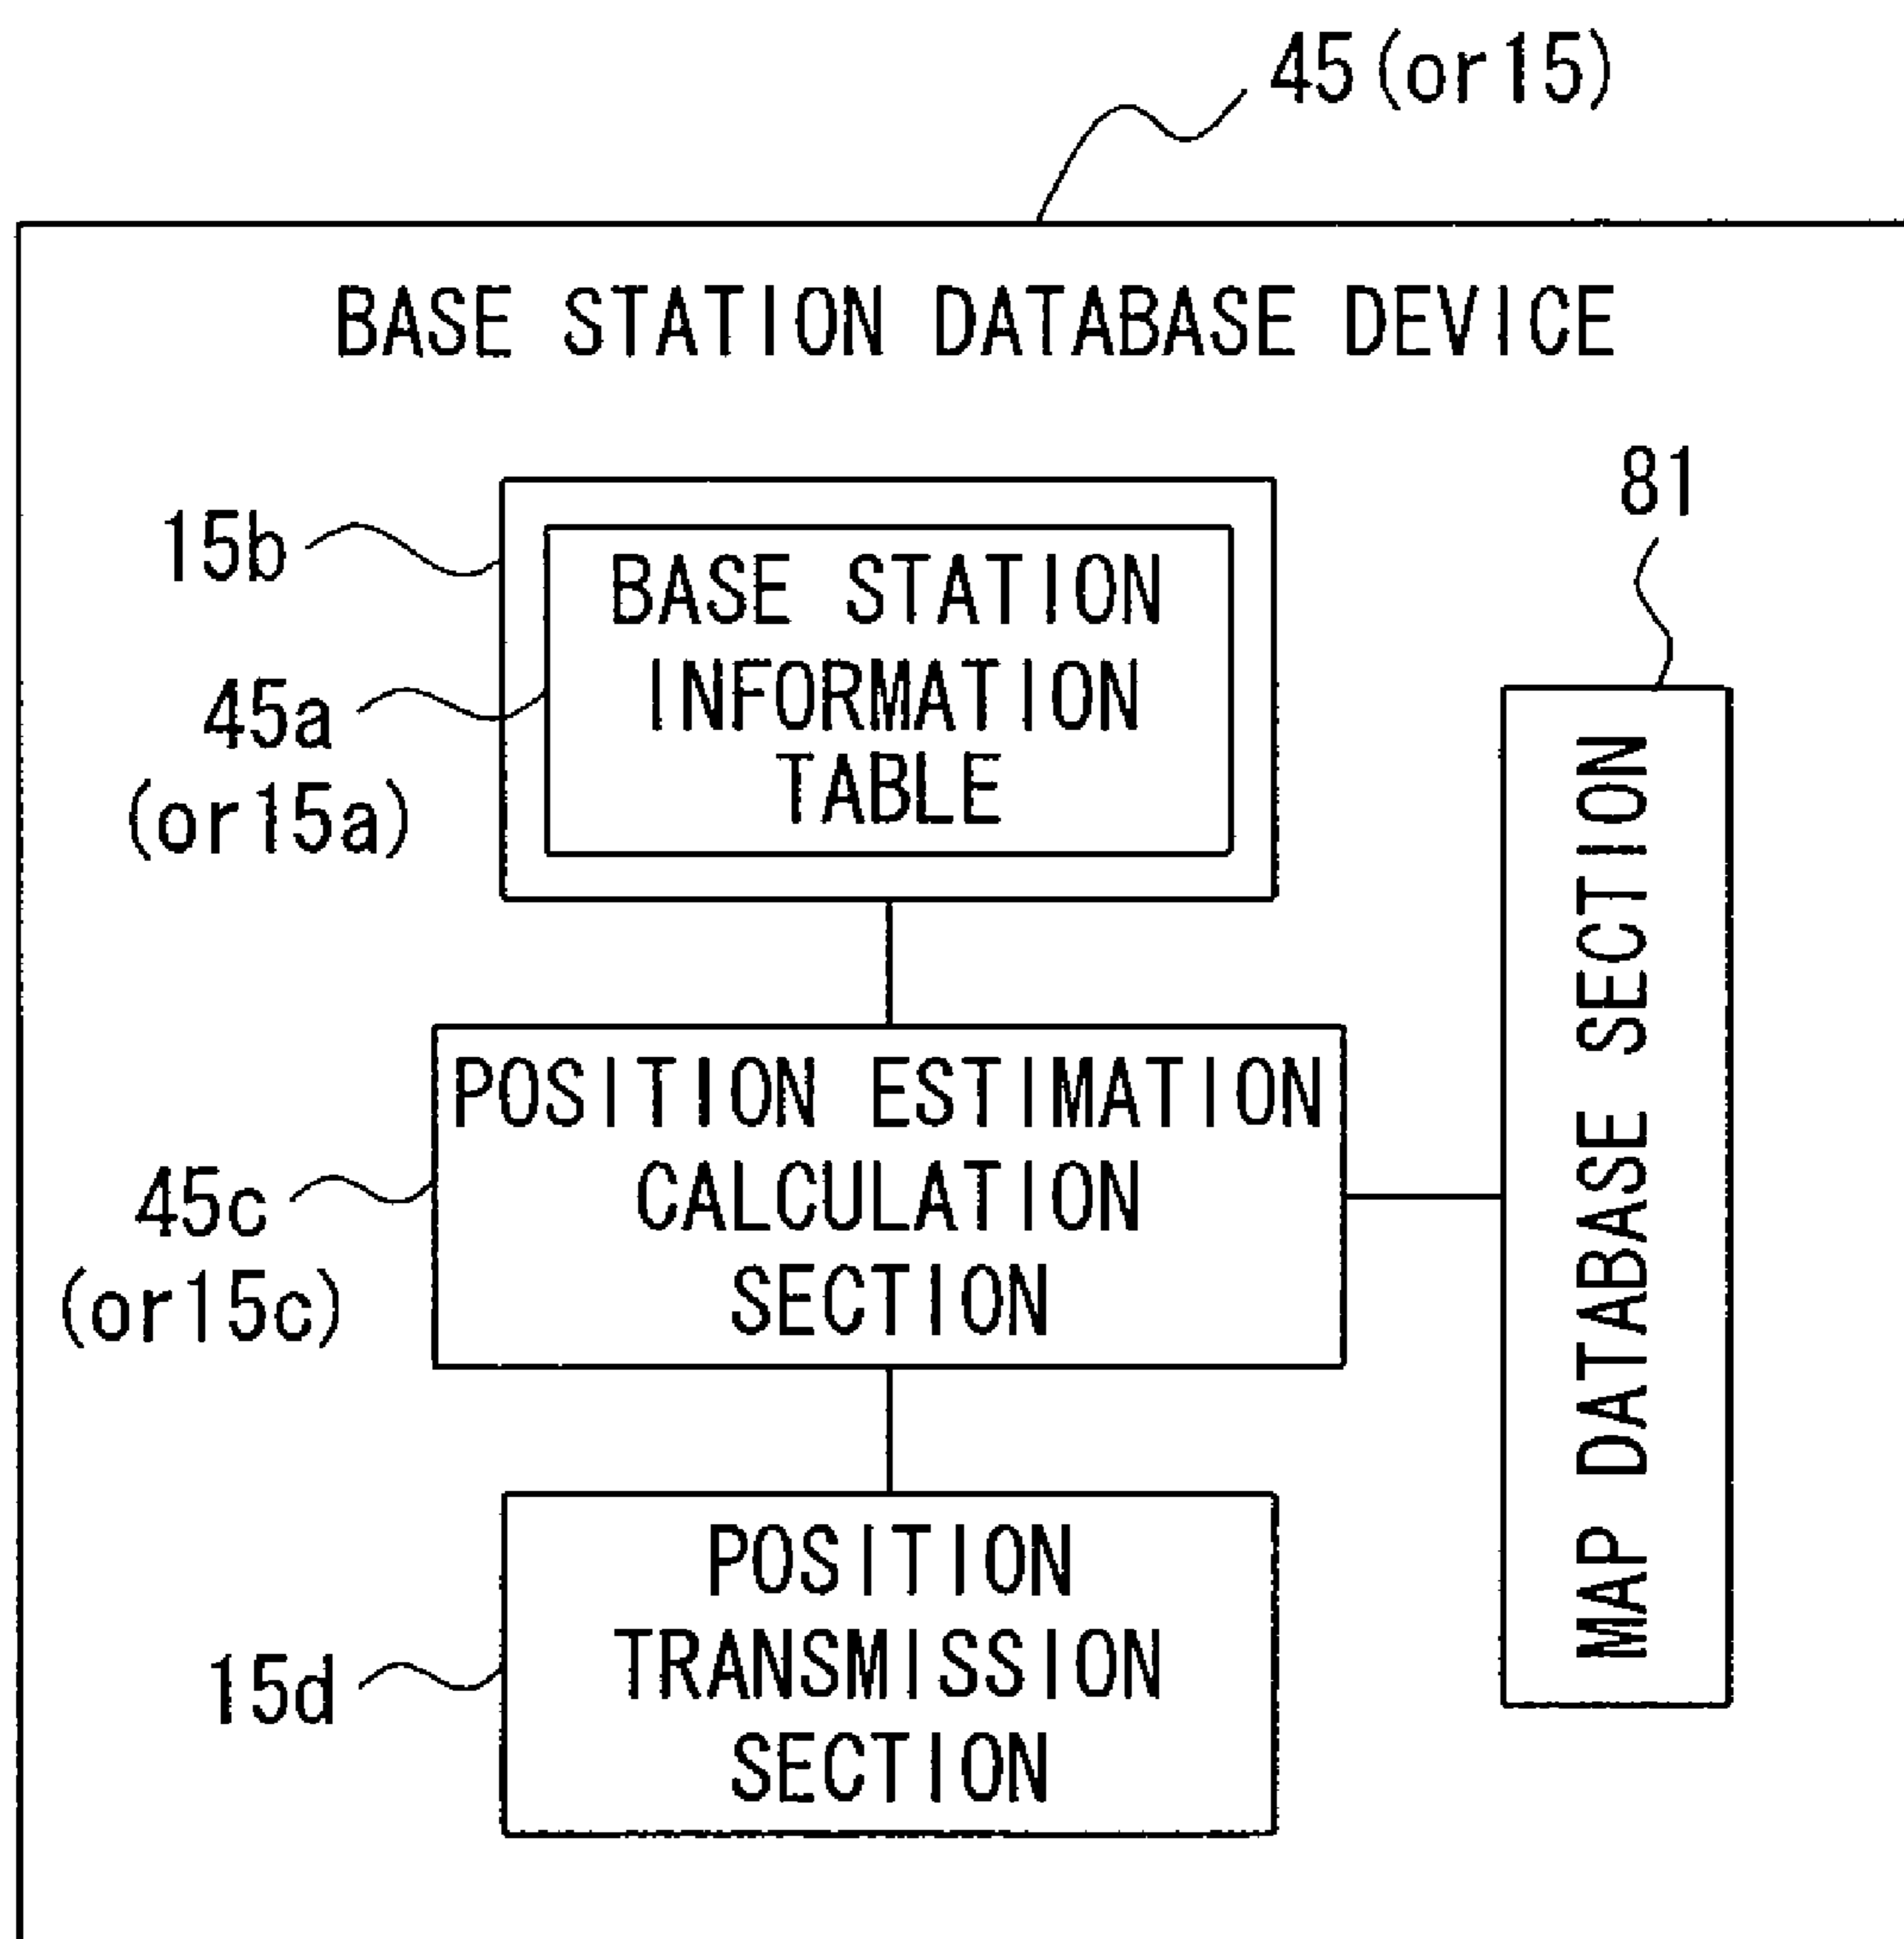 45(or15)
BASE STATION DATABASE DEVICE
81
15b
BASE STATION
INFORMATION
TABLE
45a
(or15a)
MAP DATABASE SECTION
POSITION ESTIMATION
CALCULATION
SECTION
45c
(or15c)
POSITION
TRANSMISSION
SECTION
15d